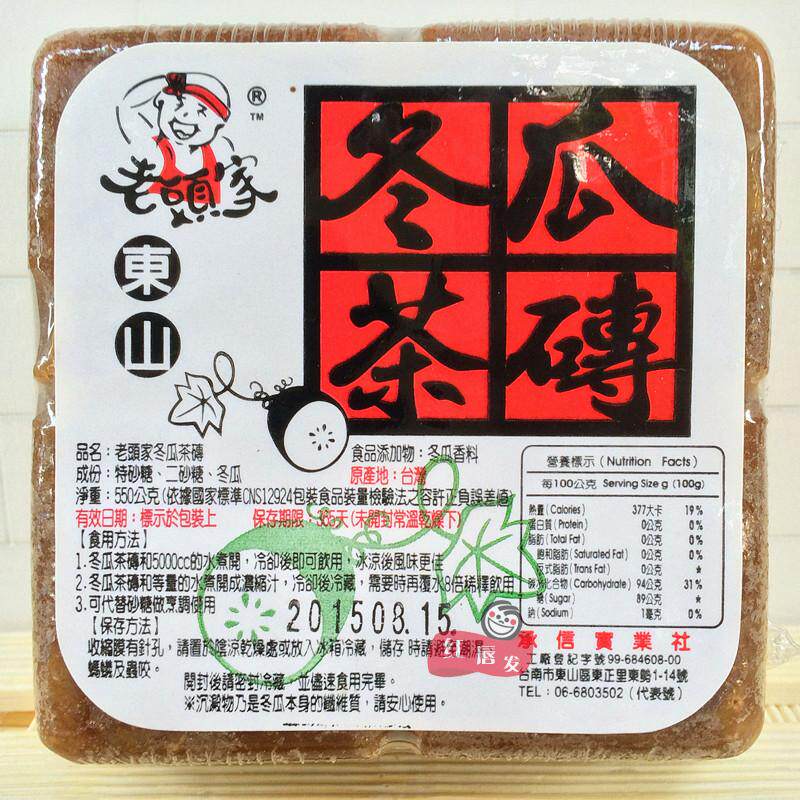 老頭家
®
TM
東山
冬瓜
茶磚
品名：老頭家冬瓜茶磚
食品添加物：冬瓜香料
成份：特砂糖、二砂糖、冬瓜
原產地：台灣
淨重：550公克(依據國家標準CNS12924包裝食品裝量檢驗法之容許正負誤差值)
有效日期：標示於包裝上
保存期限：365天(未開封常溫乾燥下)
【食用方法】
1.冬瓜茶磚和5000cc的水煮開，冷卻後即可飲用，冰涼後風味更佳
2.冬瓜茶磚和等量的水煮開成濃縮汁，冷卻後冷藏，需要時再覆水8倍稀釋飲用
3.可代替砂糖做烹調使用
201508.15
【保存方法】
收縮膜有針孔，請置於陰涼乾燥處或放入冰箱冷藏，儲存時請避免潮濕
螞蟻及蟲咬。
開封後請密封冷藏，並儘速食用完畢。
※沉澱物乃是冬瓜本身的纖維質，請安心使用。
營養標示(Nutrition Facts)
每100公克 Serving Size g (100g)
熱量(Calories) 377大卡 19%
蛋白質(Protein) 0公克 0%
脂肪(Total Fat) 0公克 0%
飽和脂肪(Saturated Fat) 0公克 0%
反式脂肪(Trans Fat) 0公克 *
碳水化合物(Carbohydrate) 94公克 31%
糖(Sugar) 89公克 *
鈉(Sodium) 1毫克 0%
承信實業社
工廠登記字號99-684608-00
台南市東山區東正里東勢1-14號
TEL：06-6803502（代表號）
红唇发